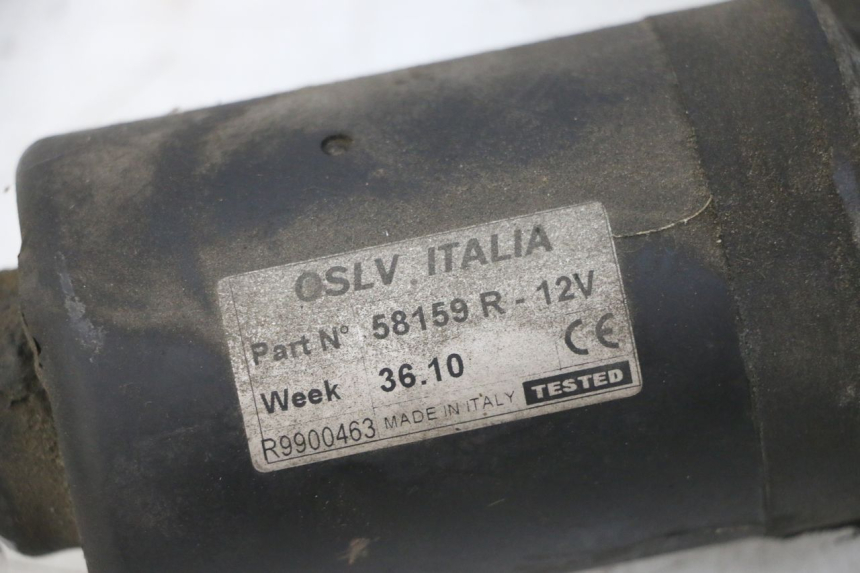 OSLV ITALIA
Part N° 58159 R - 12V
Week 36.10 CE
R9900463 MADE IN ITALY TESTED